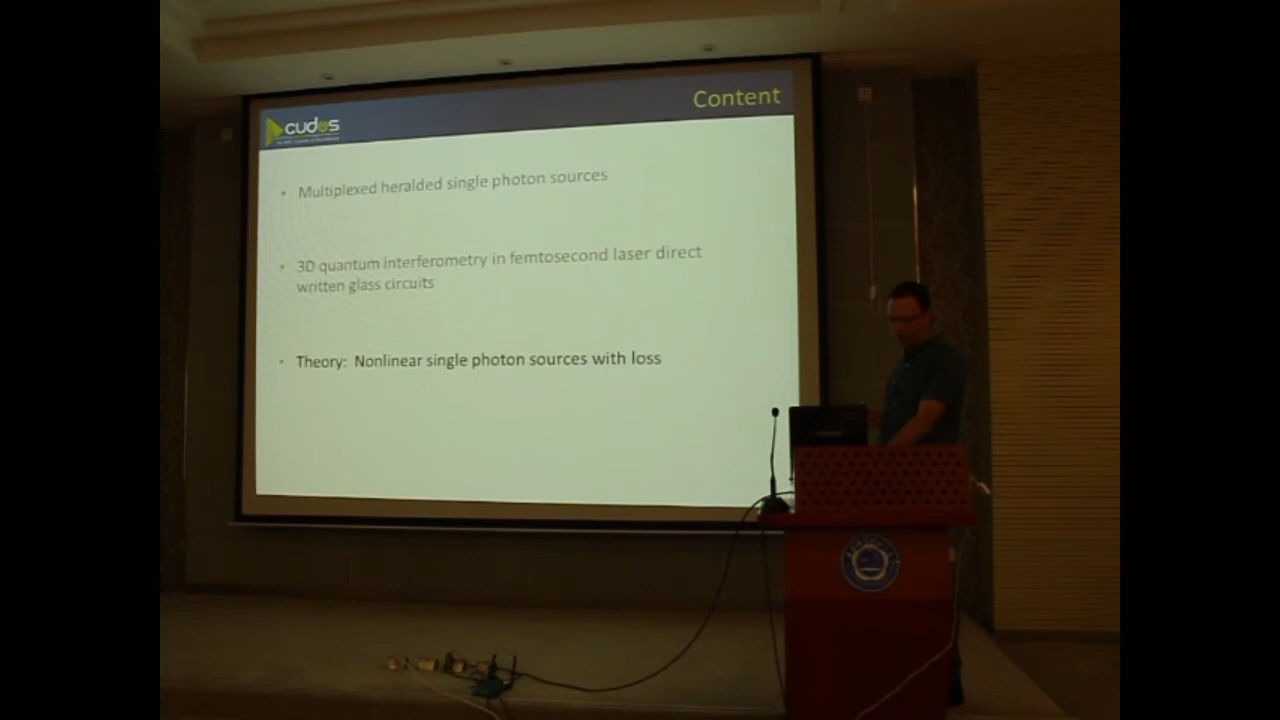 Content
cudos
• Multiplexed heralded single photon sources
• 3D quantum interferometry in femtosecond laser direct
written glass circuits
• Theory: Nonlinear single photon sources with loss